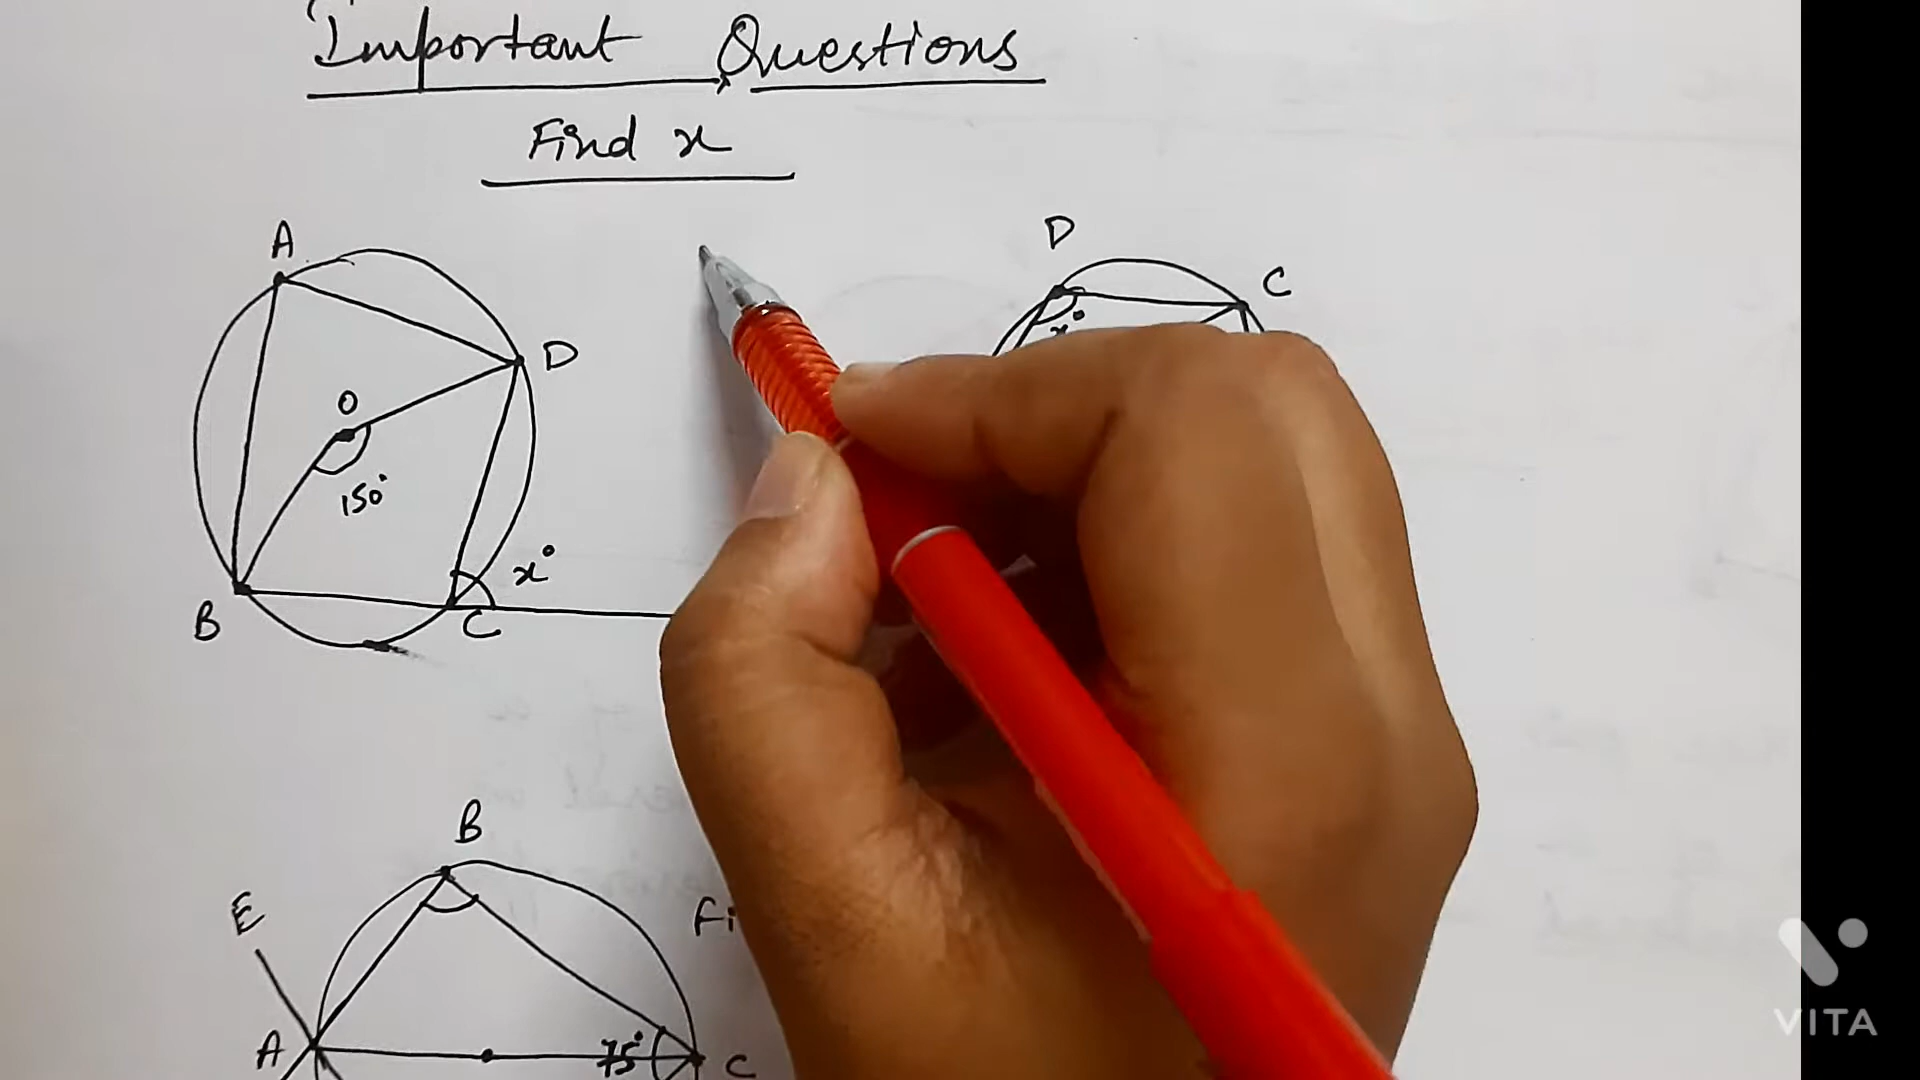 Important Questions
Find x
A
D
O
150°
x°
B
C
D
C
x°
B
E
A
75°
C
VITA